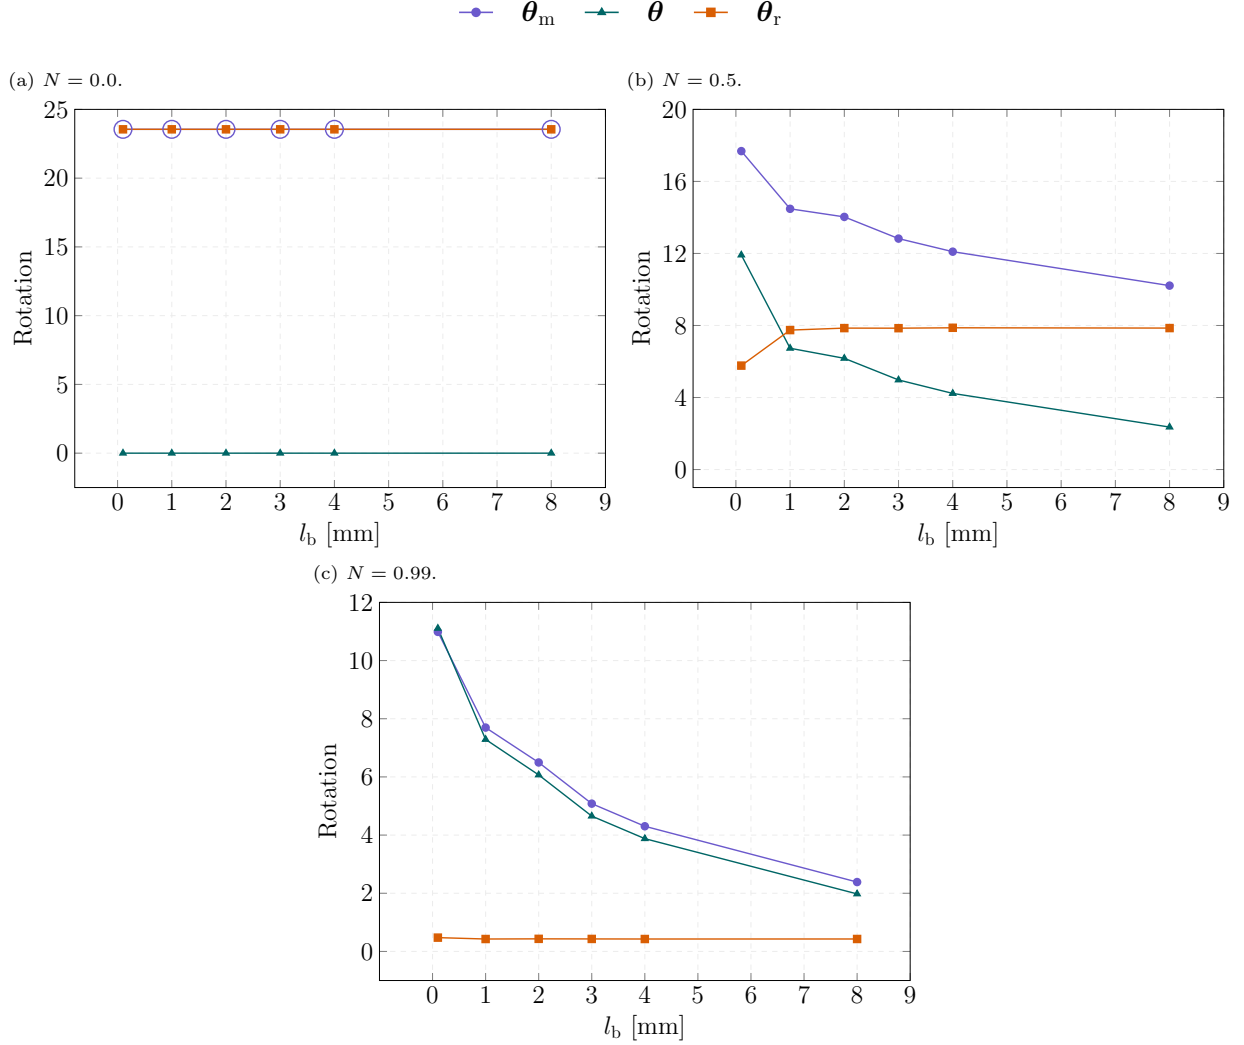 θm θ θr
(a) N = 0.0.
25
20
15
10
5
0
Rotation
0 1 2 3 4 5 6 7 8 9
lb [mm]
(b) N = 0.5.
20
16
12
8
4
0
Rotation
0 1 2 3 4 5 6 7 8 9
lb [mm]
(c) N = 0.99.
12
10
8
6
4
2
0
Rotation
0 1 2 3 4 5 6 7 8 9
lb [mm]